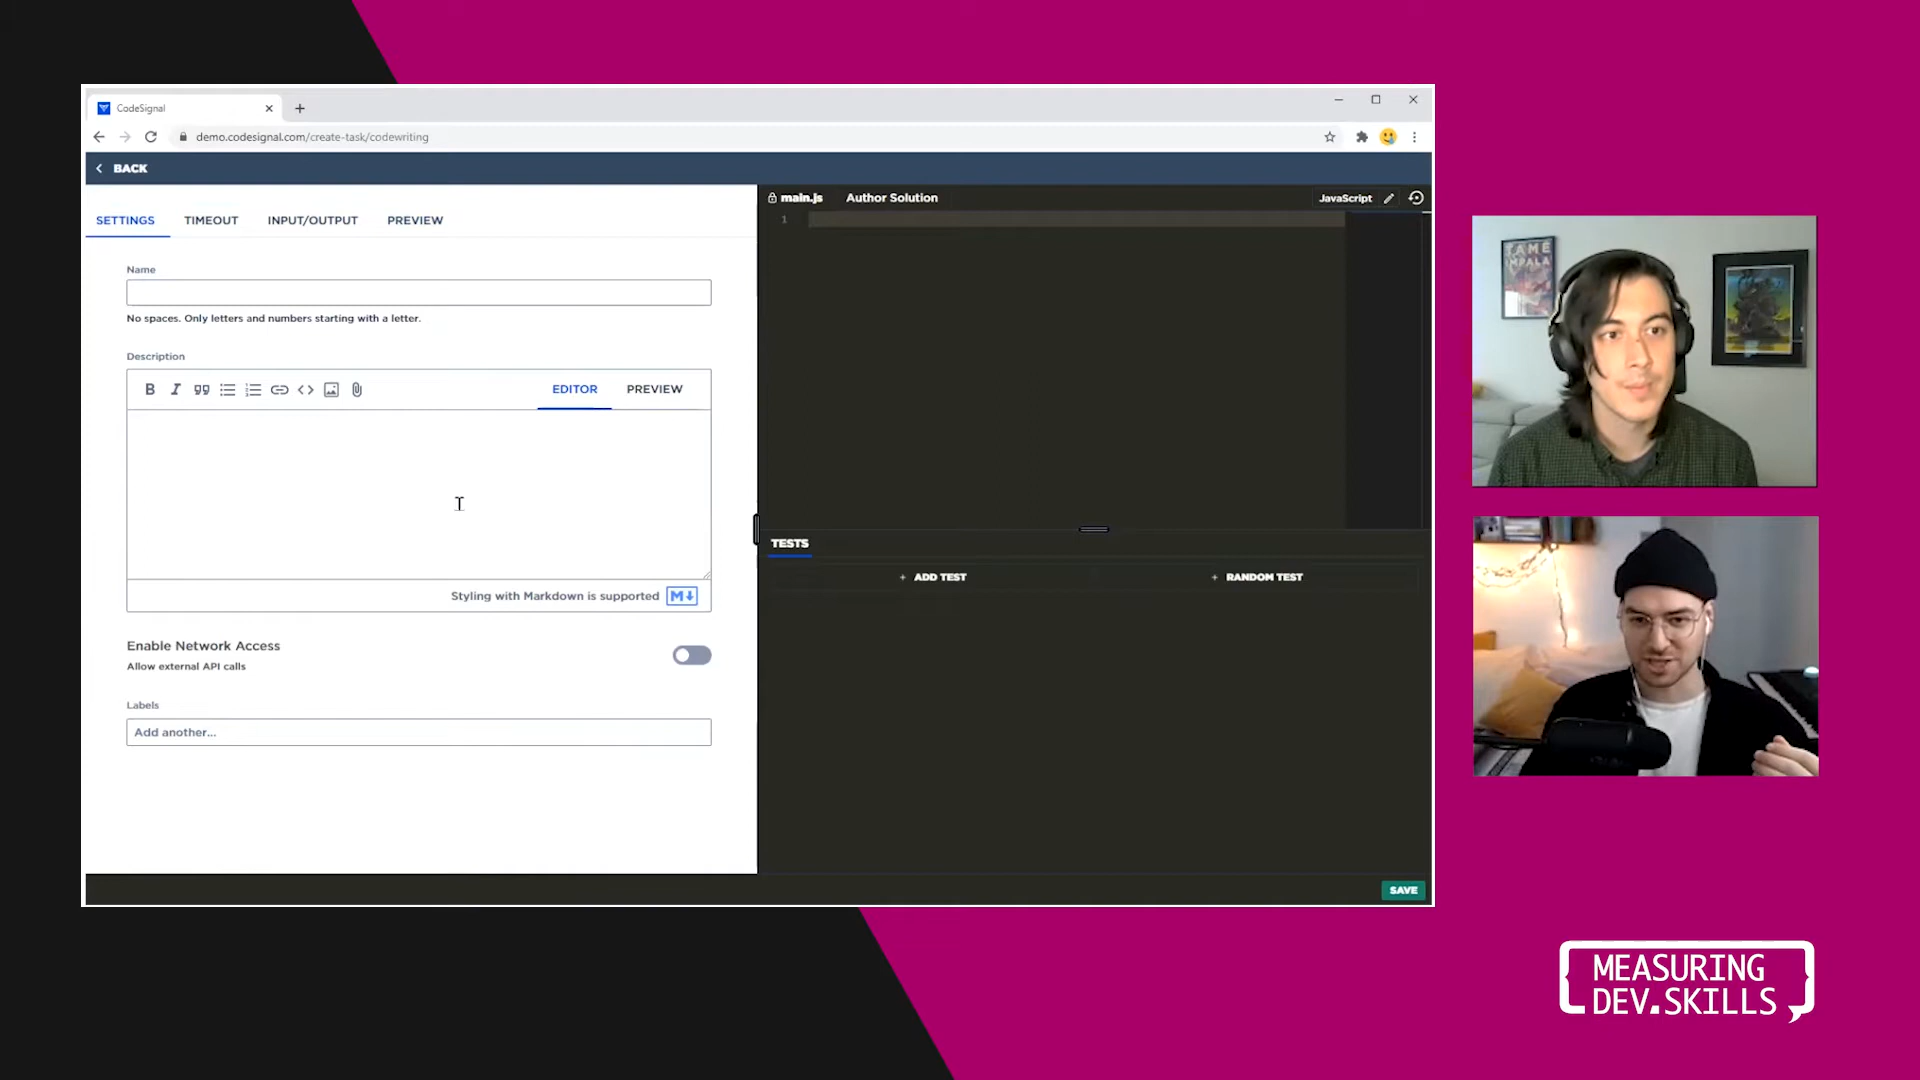 CodeSignal
demo.codesignal.com/create-task/codewriting
BACK
SETTINGS TIMEOUT INPUT/OUTPUT PREVIEW
Name
No spaces. Only letters and numbers starting with a letter.
Description
B I EDITOR PREVIEW
Styling with Markdown is supported M
Enable Network Access
Allow external API calls
Labels
Add another...
main.js Author Solution JavaScript
1
TESTS
+ ADD TEST + RANDOM TEST
SAVE
TAME
IMPALA
MEASURING
DEV.SKILLS